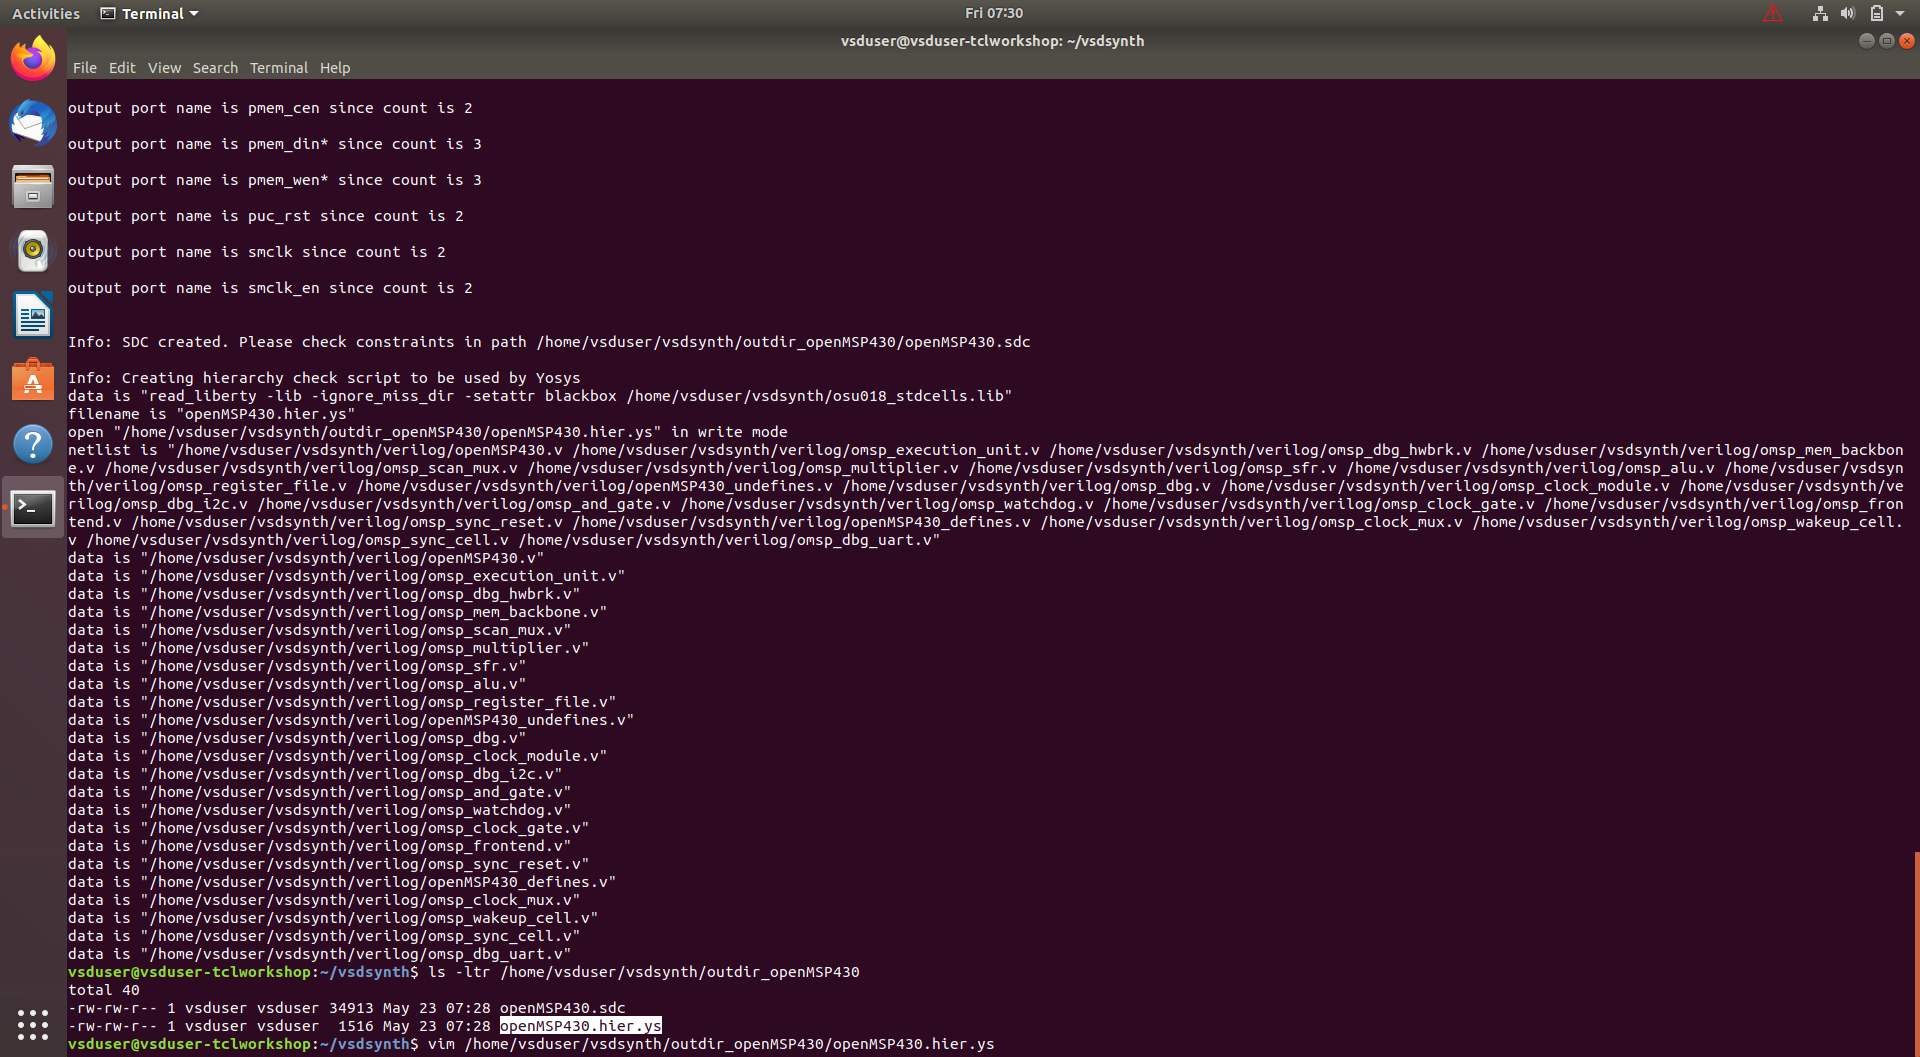 Activities
Terminal
Fri 07:30
vsduser@vsduser-tclworkshop: ~/vsdsynth
File Edit View Search Terminal Help
output port name is pmem_cen since count is 2
output port name is pmem_din* since count is 3
output port name is pmem_wen* since count is 3
output port name is puc_rst since count is 2
output port name is smclk since count is 2
output port name is smclk_en since count is 2
Info: SDC created. Please check constraints in path /home/vsduser/vsdsynth/outdir_openMSP430/openMSP430.sdc
Info: Creating hierarchy check script to be used by Yosys
data is "read_liberty -lib -ignore_miss_dir -setattr blackbox /home/vsduser/vsdsynth/osu018_stdcells.lib"
filename is "openMSP430.hier.ys"
open "/home/vsduser/vsdsynth/outdir_openMSP430/openMSP430.hier.ys" in write mode
netlist is "/home/vsduser/vsdsynth/verilog/openMSP430.v /home/vsduser/vsdsynth/verilog/omsp_execution_unit.v /home/vsduser/vsdsynth/verilog/omsp_dbg_hwbrk.v /home/vsduser/vsdsynth/verilog/omsp_mem_backbon
e.v /home/vsduser/vsdsynth/verilog/omsp_scan_mux.v /home/vsduser/vsdsynth/verilog/omsp_multiplier.v /home/vsduser/vsdsynth/verilog/omsp_sfr.v /home/vsduser/vsdsynth/verilog/omsp_alu.v /home/vsduser/vsdsyn
th/verilog/omsp_register_file.v /home/vsduser/vsdsynth/verilog/openMSP430_undefines.v /home/vsduser/vsdsynth/verilog/omsp_dbg.v /home/vsduser/vsdsynth/verilog/omsp_clock_module.v /home/vsduser/vsdsynth/ve
rilog/omsp_dbg_i2c.v /home/vsduser/vsdsynth/verilog/omsp_and_gate.v /home/vsduser/vsdsynth/verilog/omsp_watchdog.v /home/vsduser/vsdsynth/verilog/omsp_clock_gate.v /home/vsduser/vsdsynth/verilog/omsp_fron
tend.v /home/vsduser/vsdsynth/verilog/omsp_sync_reset.v /home/vsduser/vsdsynth/verilog/openMSP430_defines.v /home/vsduser/vsdsynth/verilog/omsp_clock_mux.v /home/vsduser/vsdsynth/verilog/omsp_wakeup_cell.
v /home/vsduser/vsdsynth/verilog/omsp_sync_cell.v /home/vsduser/vsdsynth/verilog/omsp_dbg_uart.v"
data is "/home/vsduser/vsdsynth/verilog/openMSP430.v"
data is "/home/vsduser/vsdsynth/verilog/omsp_execution_unit.v"
data is "/home/vsduser/vsdsynth/verilog/omsp_dbg_hwbrk.v"
data is "/home/vsduser/vsdsynth/verilog/omsp_mem_backbone.v"
data is "/home/vsduser/vsdsynth/verilog/omsp_scan_mux.v"
data is "/home/vsduser/vsdsynth/verilog/omsp_multiplier.v"
data is "/home/vsduser/vsdsynth/verilog/omsp_sfr.v"
data is "/home/vsduser/vsdsynth/verilog/omsp_alu.v"
data is "/home/vsduser/vsdsynth/verilog/omsp_register_file.v"
data is "/home/vsduser/vsdsynth/verilog/openMSP430_undefines.v"
data is "/home/vsduser/vsdsynth/verilog/omsp_dbg.v"
data is "/home/vsduser/vsdsynth/verilog/omsp_clock_module.v"
data is "/home/vsduser/vsdsynth/verilog/omsp_dbg_i2c.v"
data is "/home/vsduser/vsdsynth/verilog/omsp_and_gate.v"
data is "/home/vsduser/vsdsynth/verilog/omsp_watchdog.v"
data is "/home/vsduser/vsdsynth/verilog/omsp_clock_gate.v"
data is "/home/vsduser/vsdsynth/verilog/omsp_frontend.v"
data is "/home/vsduser/vsdsynth/verilog/omsp_sync_reset.v"
data is "/home/vsduser/vsdsynth/verilog/openMSP430_defines.v"
data is "/home/vsduser/vsdsynth/verilog/omsp_clock_mux.v"
data is "/home/vsduser/vsdsynth/verilog/omsp_wakeup_cell.v"
data is "/home/vsduser/vsdsynth/verilog/omsp_sync_cell.v"
data is "/home/vsduser/vsdsynth/verilog/omsp_dbg_uart.v"
vsduser@vsduser-tclworkshop:~/vsdsynth$ ls -ltr /home/vsduser/vsdsynth/outdir_openMSP430
total 40
-rw-rw-r-- 1 vsduser vsduser 34913 May 23 07:28 openMSP430.sdc
-rw-rw-r-- 1 vsduser vsduser  1516 May 23 07:28 openMSP430.hier.ys
vsduser@vsduser-tclworkshop:~/vsdsynth$ vim /home/vsduser/vsdsynth/outdir_openMSP430/openMSP430.hier.ys